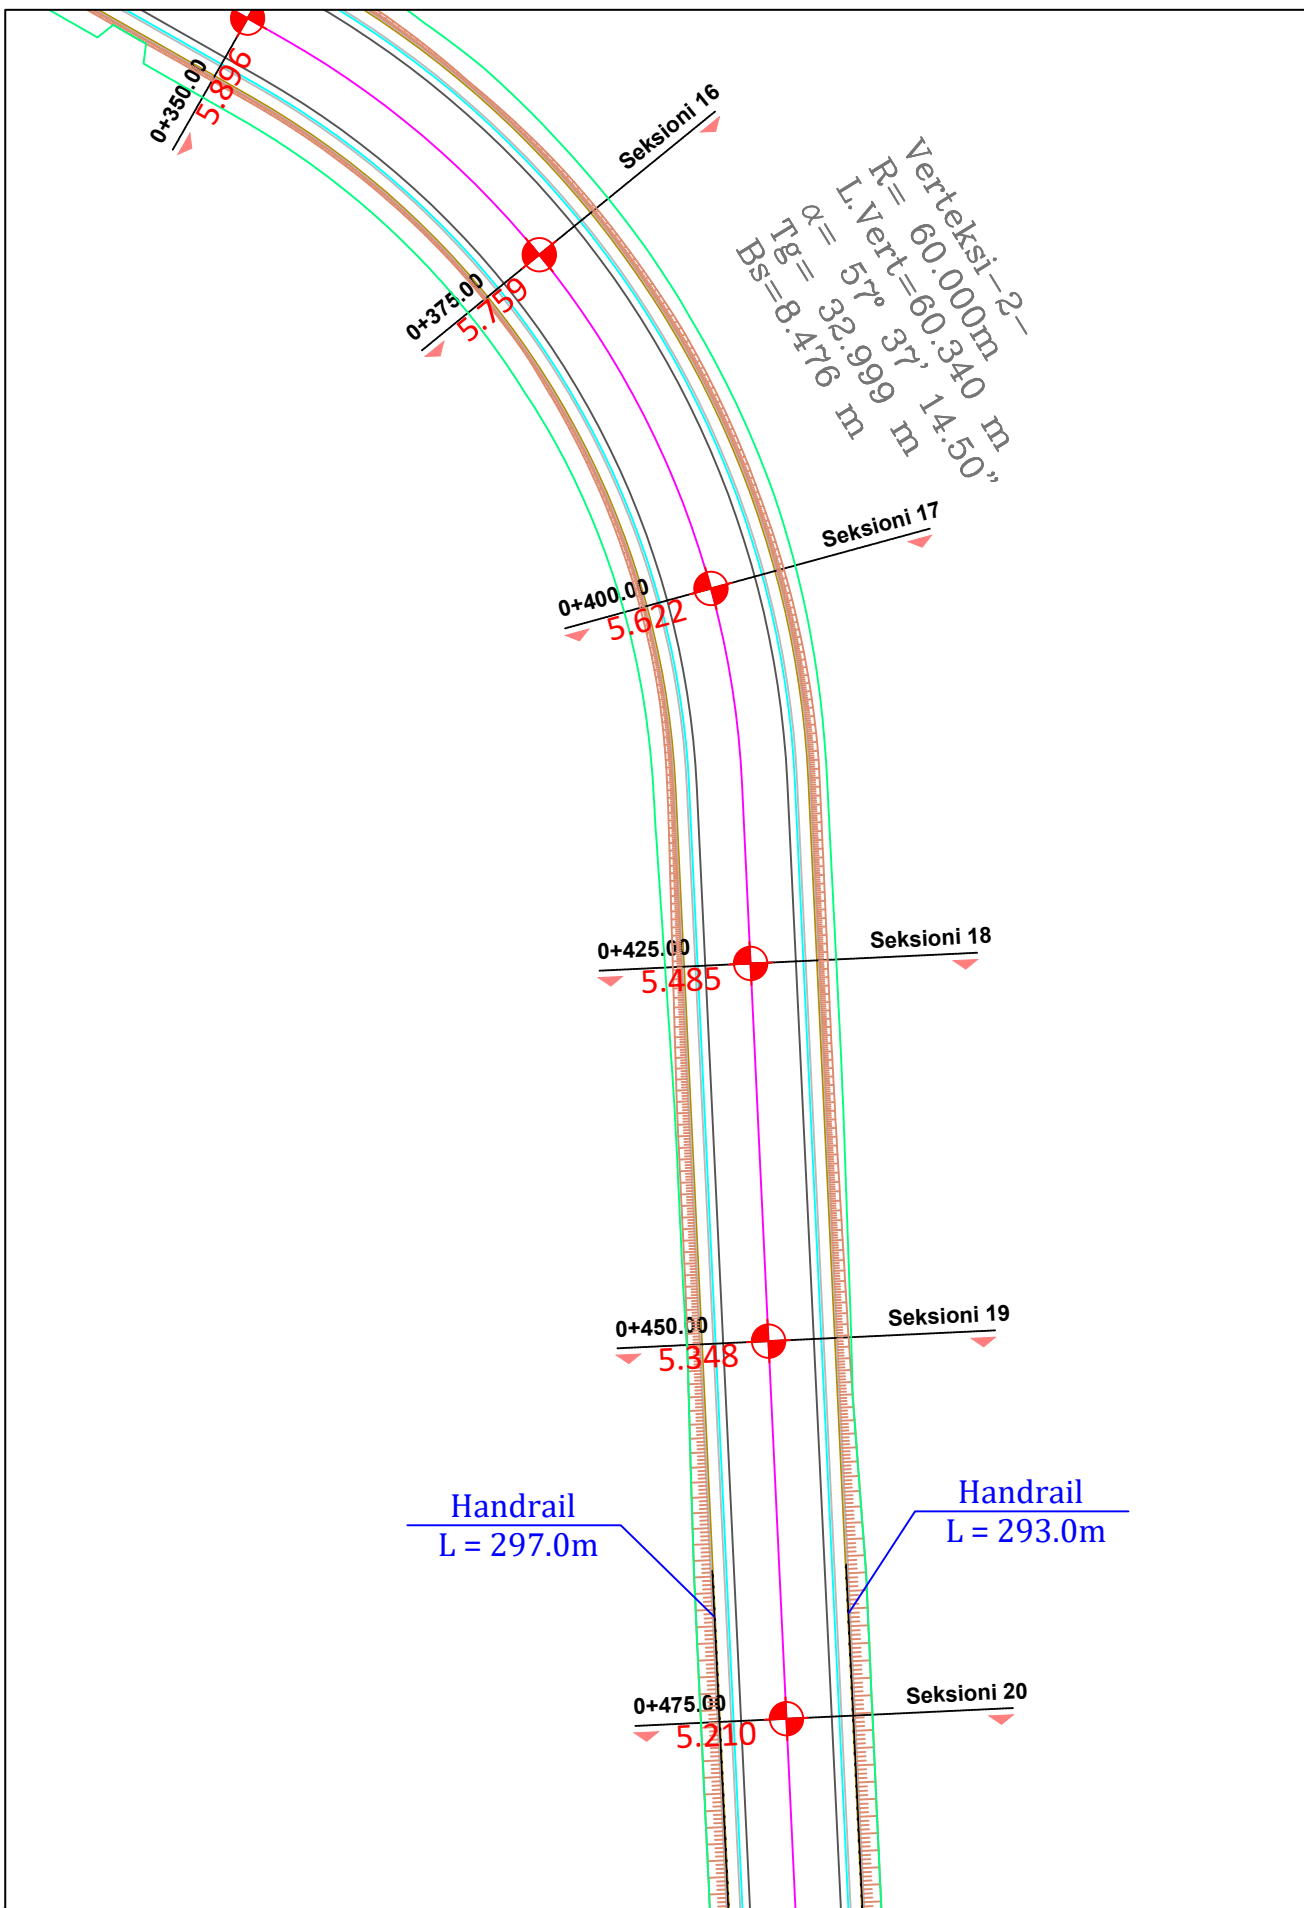 0+350.00
5.896
Seksioni 16
0+375.00
5.759
Verteksi-2-
R= 60.000m
L.Vert=60.340 m
α= 57° 37' 14.50"
Tg= 32.999 m
Bs=8.476 m
Seksioni 17
0+400.00
5.622
Seksioni 18
0+425.00
5.485
Seksioni 19
0+450.00
5.348
Handrail
L = 297.0m
Handrail
L = 293.0m
Seksioni 20
0+475.00
5.210